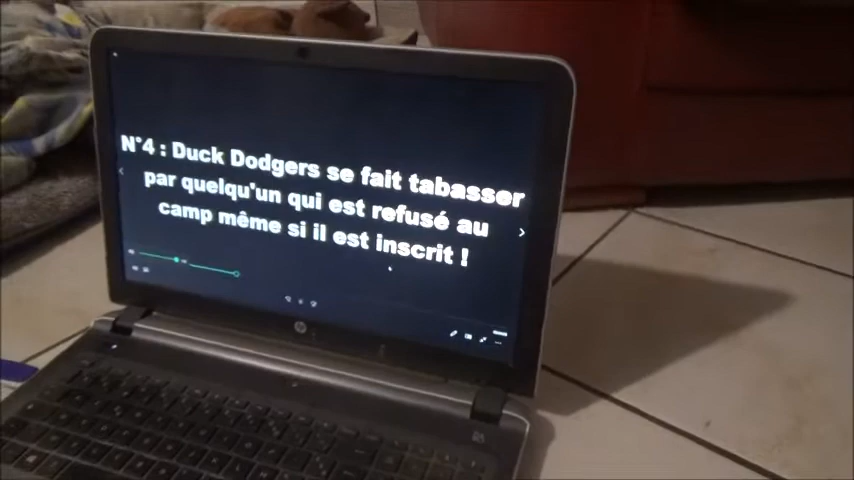 N°4 : Duck Dodgers se fait tabasser
par quelqu'un qui est refusé au
camp même si il est inscrit !
hp